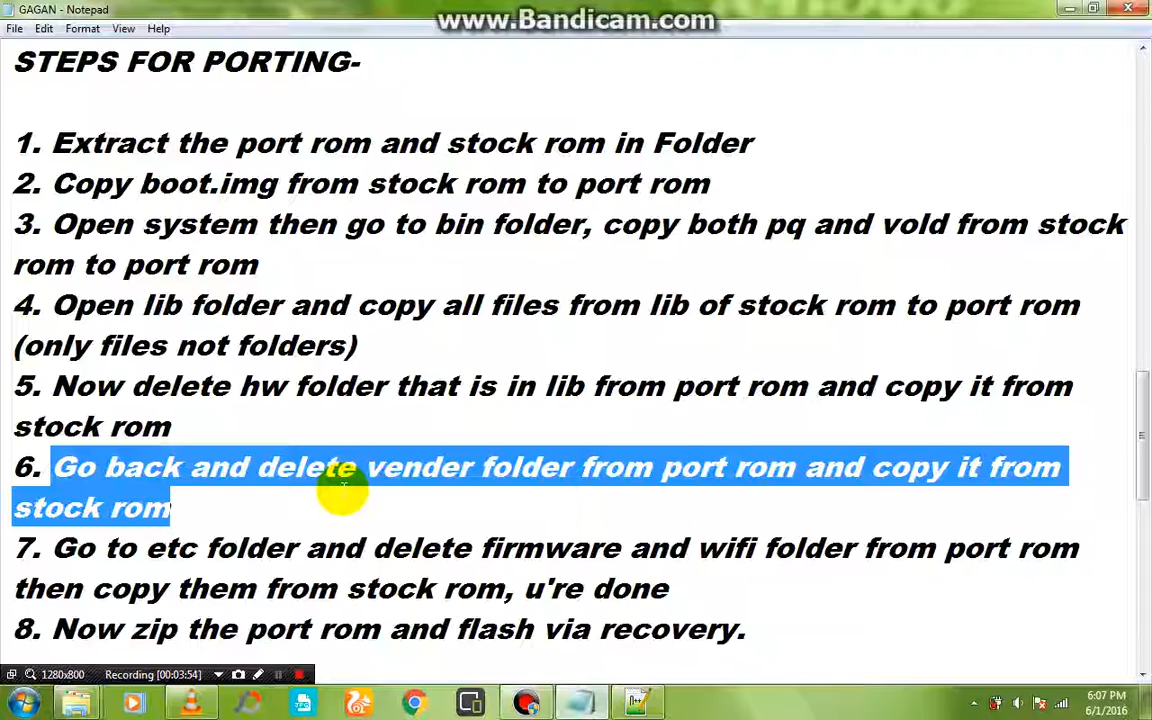 GAGAN - Notepad
www.Bandicam.com
File Edit Format View Help
STEPS FOR PORTING-
1. Extract the port rom and stock rom in Folder
2. Copy boot.img from stock rom to port rom
3. Open system then go to bin folder, copy both pq and vold from stock
rom to port rom
4. Open lib folder and copy all files from lib of stock rom to port rom
(only files not folders)
5. Now delete hw folder that is in lib from port rom and copy it from
stock rom
6. Go back and delete vender folder from port rom and copy it from
stock rom
7. Go to etc folder and delete firmware and wifi folder from port rom
then copy them from stock rom, u're done
8. Now zip the port rom and flash via recovery.
1280x800 Recording [00:03:54]
6:07 PM
6/1/2016